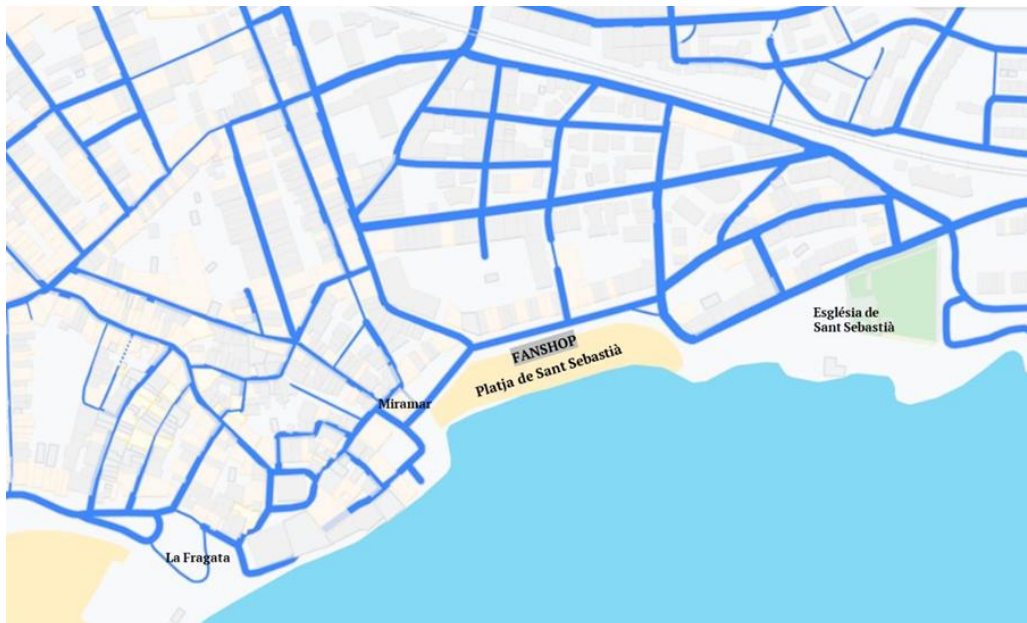 Església de
Sant Sebastià
FANSHOP
Platja de Sant Sebastià
Miramar
La Fragata